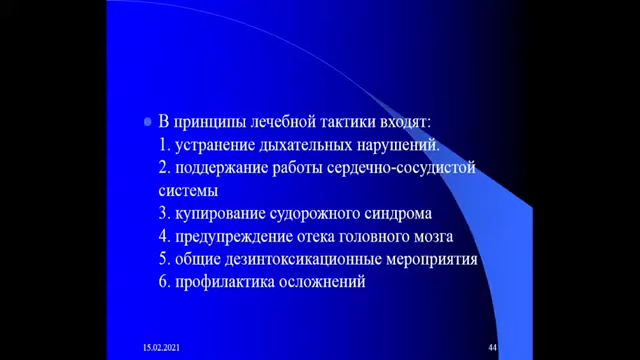 В принципы лечебной тактики входят:
1. устранение дыхательных нарушений.
2. поддержание работы сердечно-сосудистой
системы
3. купирование судорожного синдрома
4. предупреждение отека головного мозга
5. общие дезинтоксикационные мероприятия
6. профилактика осложнений
15.02.2021
44